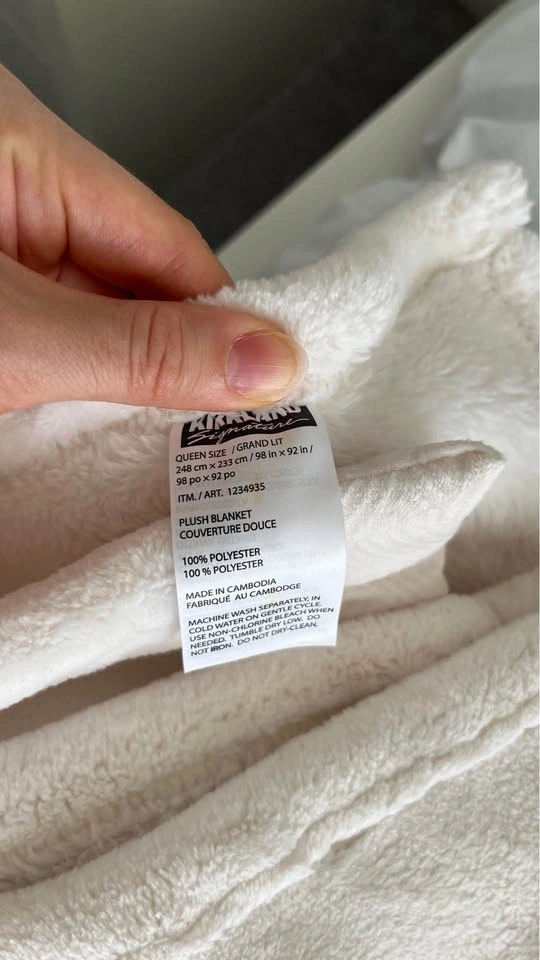 KIRKLAND
Signature
QUEEN SIZE / GRAND LIT
248 cm x 233 cm / 98 in x 92 in /
98 po x 92 po
ITM. / ART. 1234935
PLUSH BLANKET
COUVERTURE DOUCE
100% POLYESTER
100 % POLYESTER
MADE IN CAMBODIA
FABRIQUÉ AU CAMBODGE
MACHINE WASH SEPARATELY, IN
COLD WATER ON GENTLE CYCLE.
USE NON-CHLORINE BLEACH WHEN
NEEDED. TUMBLE DRY LOW. DO
NOT IRON. DO NOT DRY-CLEAN.